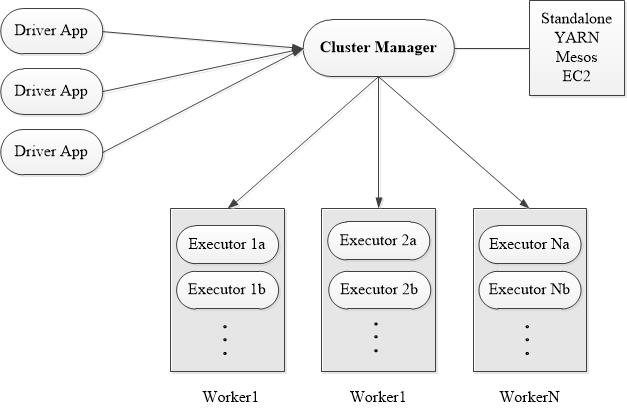 Driver App
Driver App
Driver App
Cluster Manager
Standalone
YARN
Mesos
EC2
Executor 1a
Executor 1b
Worker1
Executor 2a
Executor 2b
Worker1
Executor Na
Executor Nb
WorkerN